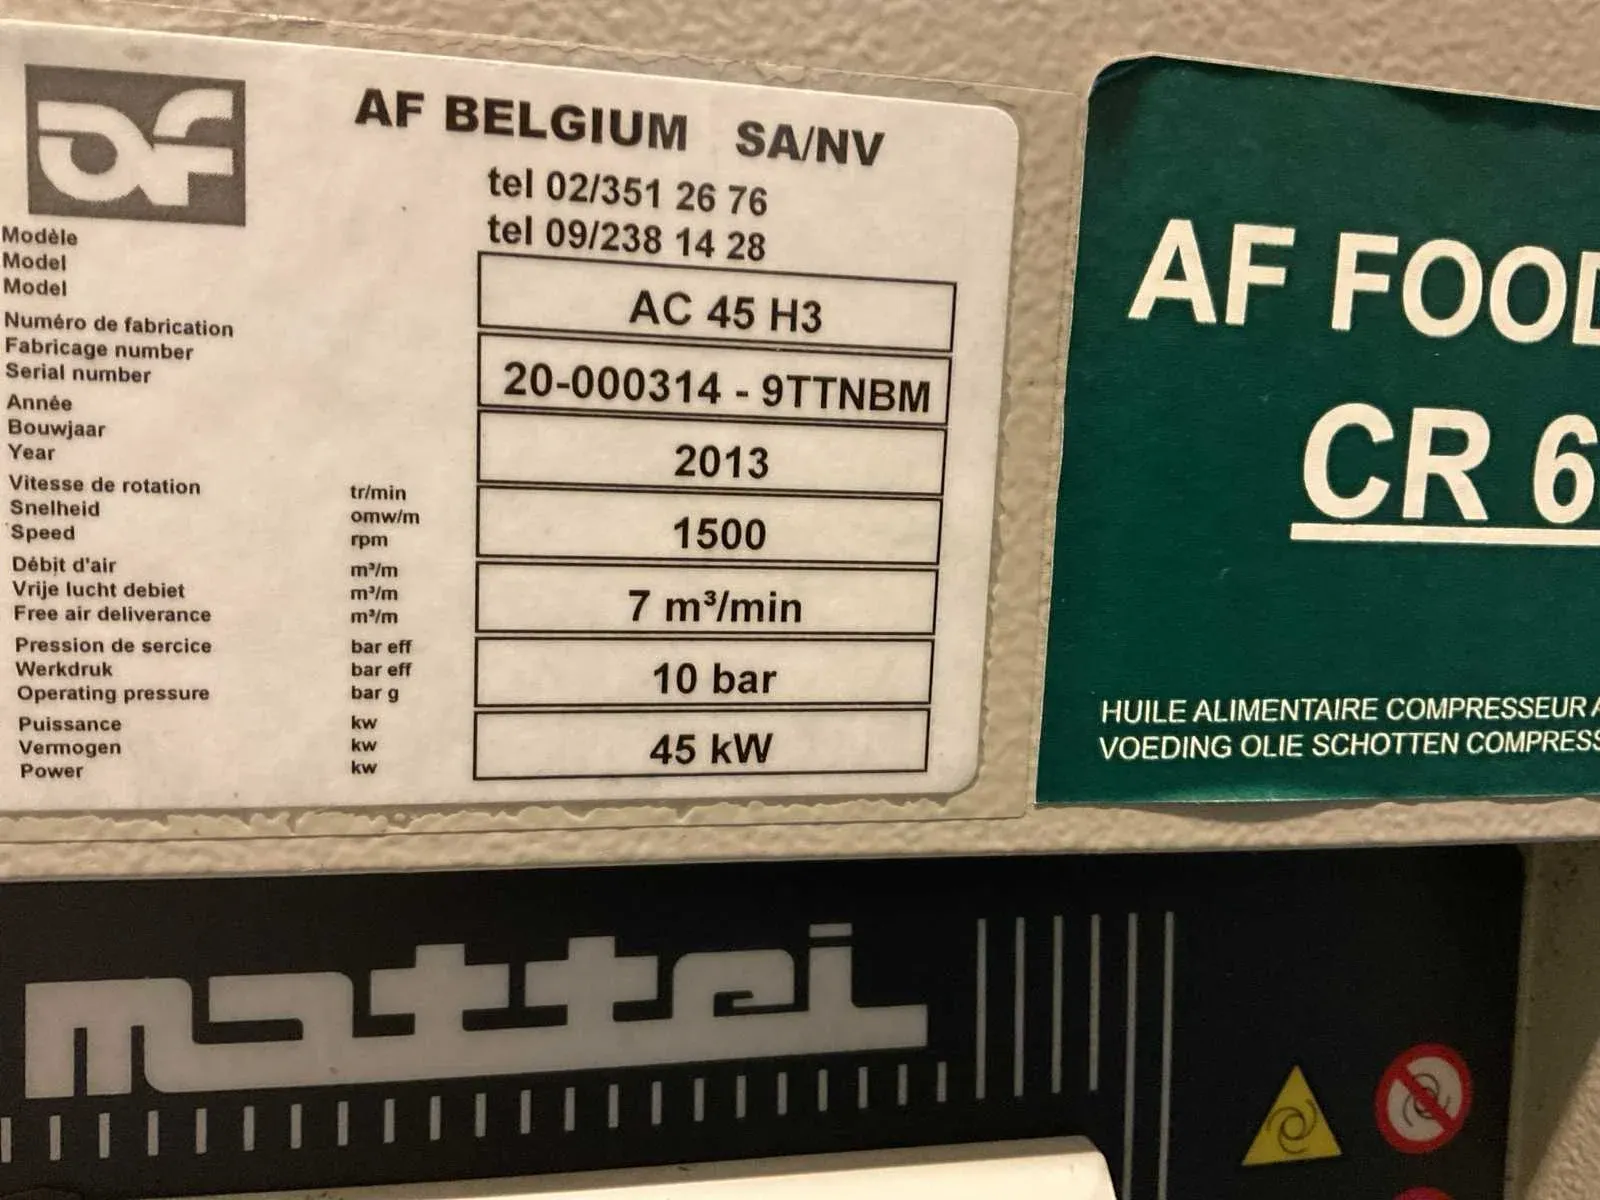 af
AF BELGIUM SA/NV
tel 02/351 26 76
tel 09/238 14 28
Modèle
Model
Model
AC 45 H3
Numéro de fabrication
Fabricage number
Serial number
20-000314 - 9TTNBM
Année
Bouwjaar
Year
2013
Vitesse de rotation tr/min
Snelheid omw/m
Speed rpm
1500
Débit d'air m³/m
Vrije lucht debiet m³/m
Free air deliverance m³/m
7 m³/min
Pression de sercice bar eff
Werkdruk bar eff
Operating pressure bar g
10 bar
Puissance kw
Vermogen kw
Power kw
45 kW
AF FOOD
CR 6
HUILE ALIMENTAIRE COMPRESSEUR A
VOEDING OLIE SCHOTTEN COMPRESS
mattei